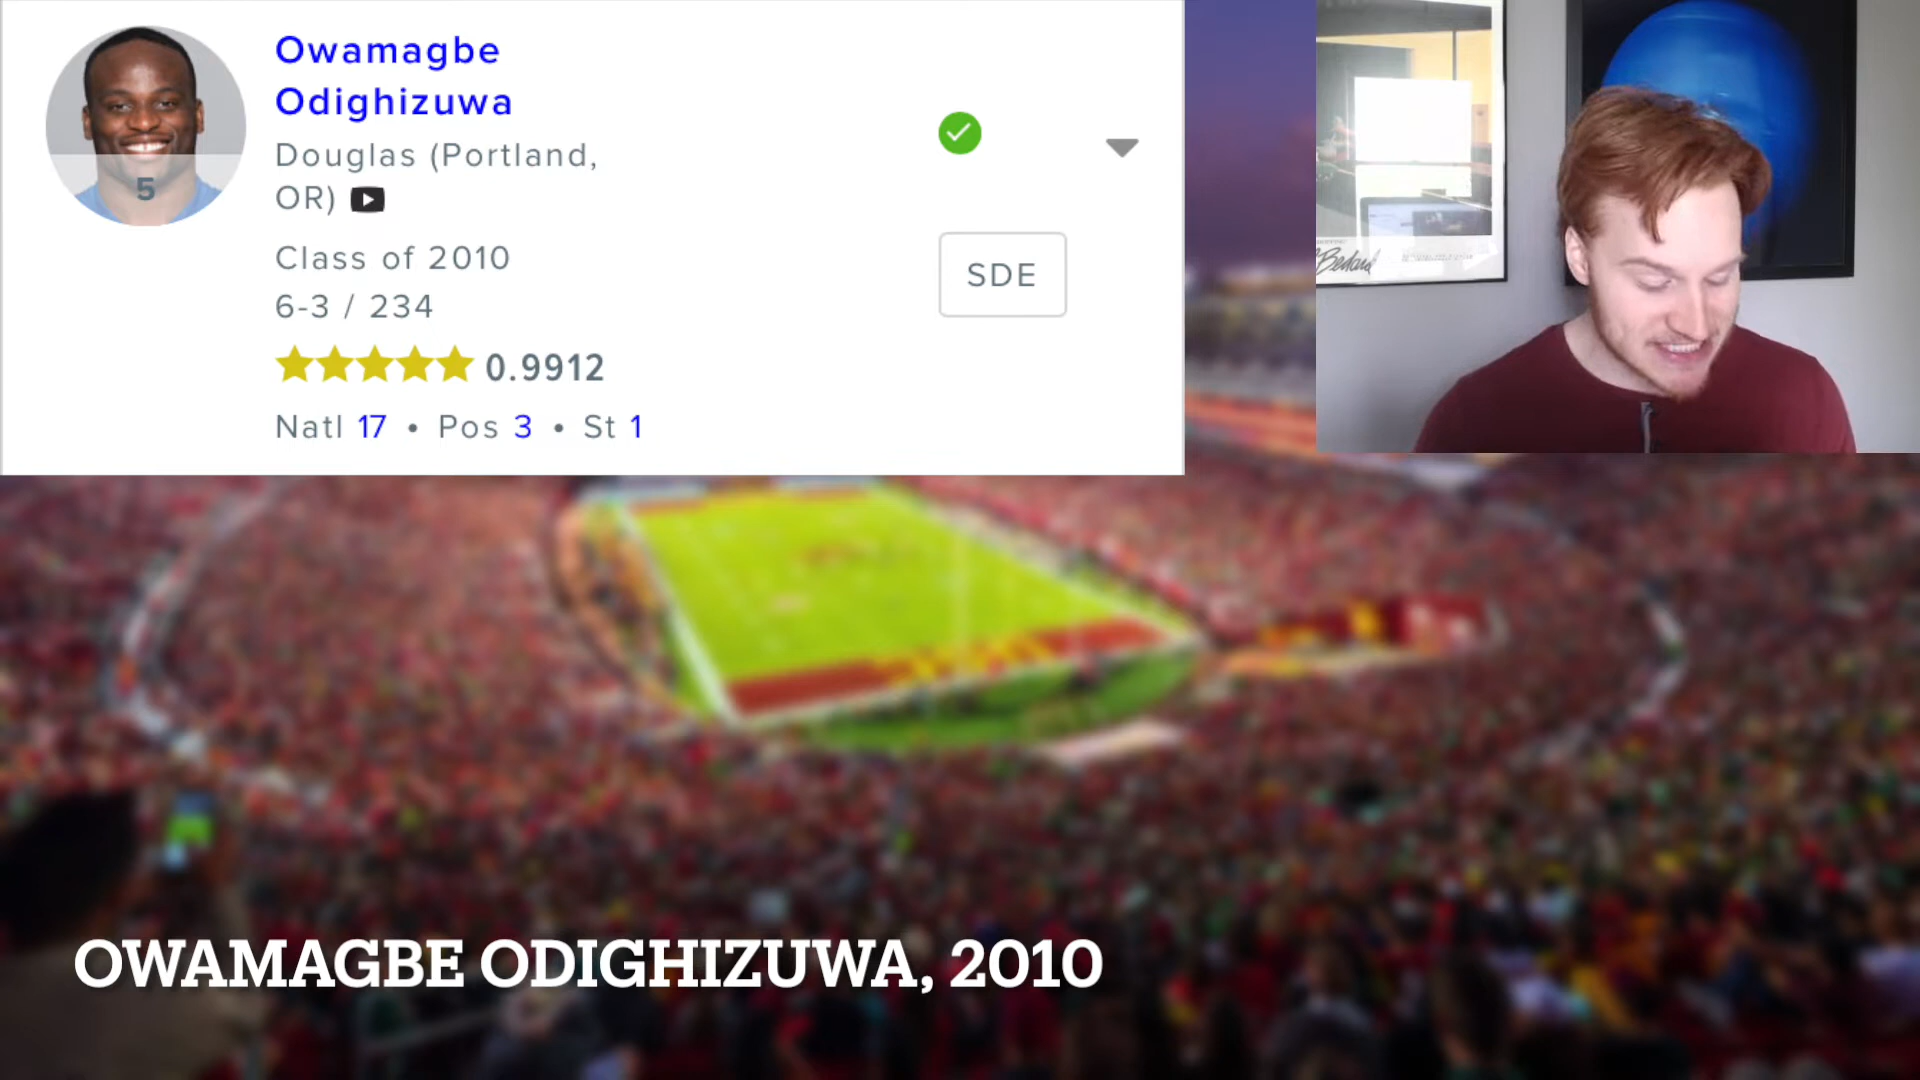 Owamagbe
Odighizuwa
Douglas (Portland,
OR)
Class of 2010
6-3 / 234
0.9912
Natl 17 • Pos 3 • St 1
5
SDE
Bedard
OWAMAGBE ODIGHIZUWA, 2010